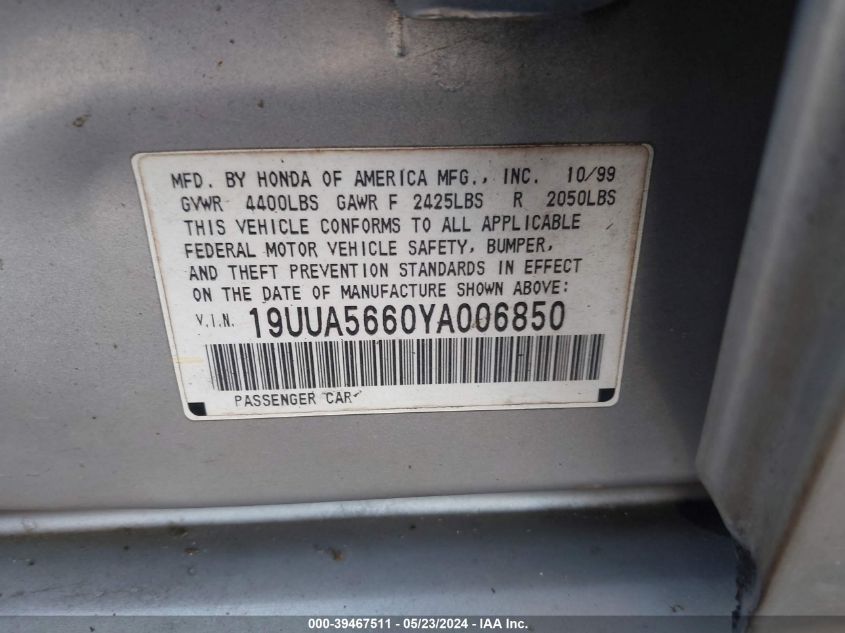 MFD. BY HONDA OF AMERICA MFG., INC. 10/99
GVWR 4400LBS GAWR F 2425LBS R 2050LBS
THIS VEHICLE CONFORMS TO ALL APPLICABLE
FEDERAL MOTOR VEHICLE SAFETY, BUMPER,
AND THEFT PREVENTION STANDARDS IN EFFECT
ON THE DATE OF MANUFACTURE SHOWN ABOVE:
V.I.N. 19UUA5660YA006850
PASSENGER CAR
000-39467511 - 05/23/2024 - IAA Inc.